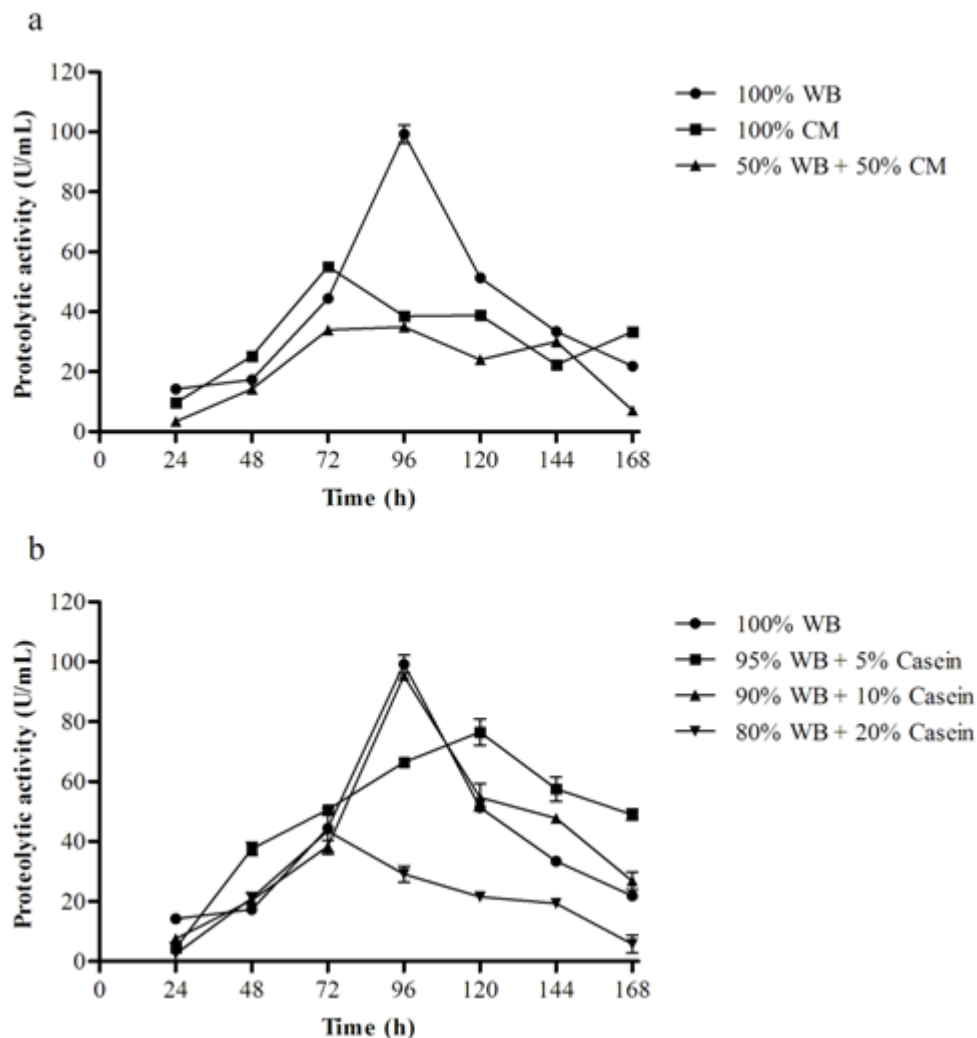 a
Proteolytic activity (U/mL)
120
100
80
60
40
20
0
0 24 48 72 96 120 144 168
Time (h)
100% WB
100% CM
50% WB + 50% CM
b
Proteolytic activity (U/mL)
120
100
80
60
40
20
0
0 24 48 72 96 120 144 168
Time (h)
100% WB
95% WB + 5% Casein
90% WB + 10% Casein
80% WB + 20% Casein